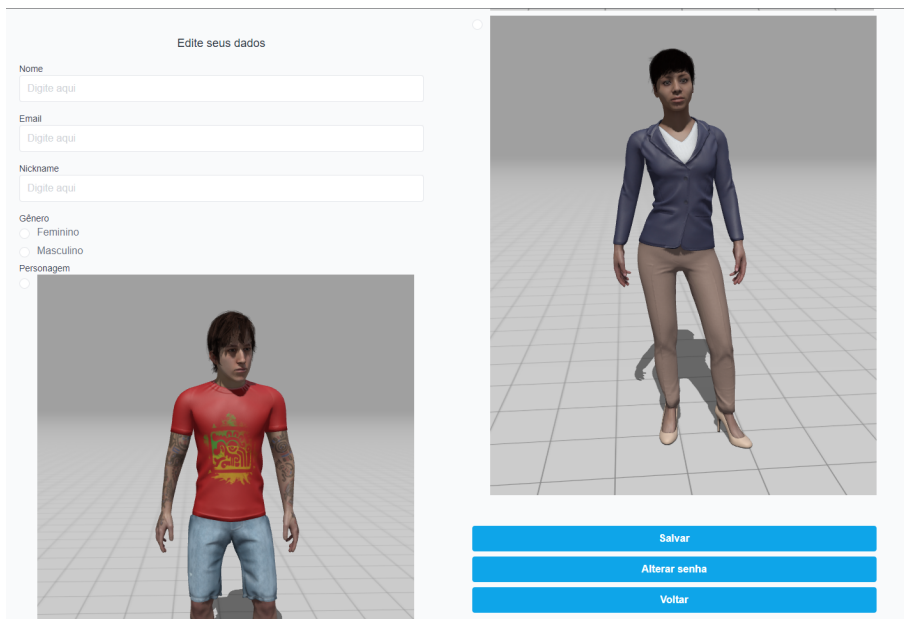 Edite seus dados
Nome
Digite aqui
Email
Digite aqui
Nickname
Digite aqui
Gênero
Feminino
Masculino
Personagem
Salvar
Alterar senha
Voltar